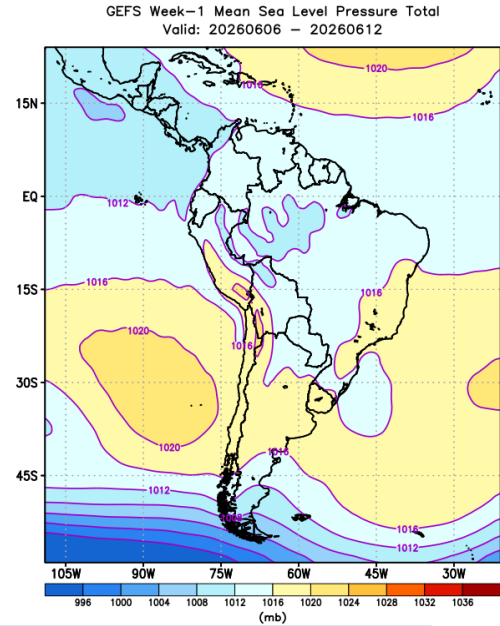 GEFS Week-1 Mean Sea Level Pressure Total
Valid: 20260606 - 20260612
1020
1016
15N
1016
EQ
1012
15S
1016
1016
1020
1016
30S
1020
1016
45S
1012
1008
1016
1012
105W 90W 75W 60W 45W 30W
996 1000 1004 1008 1012 1016 1020 1024 1028 1032 1036
(mb)